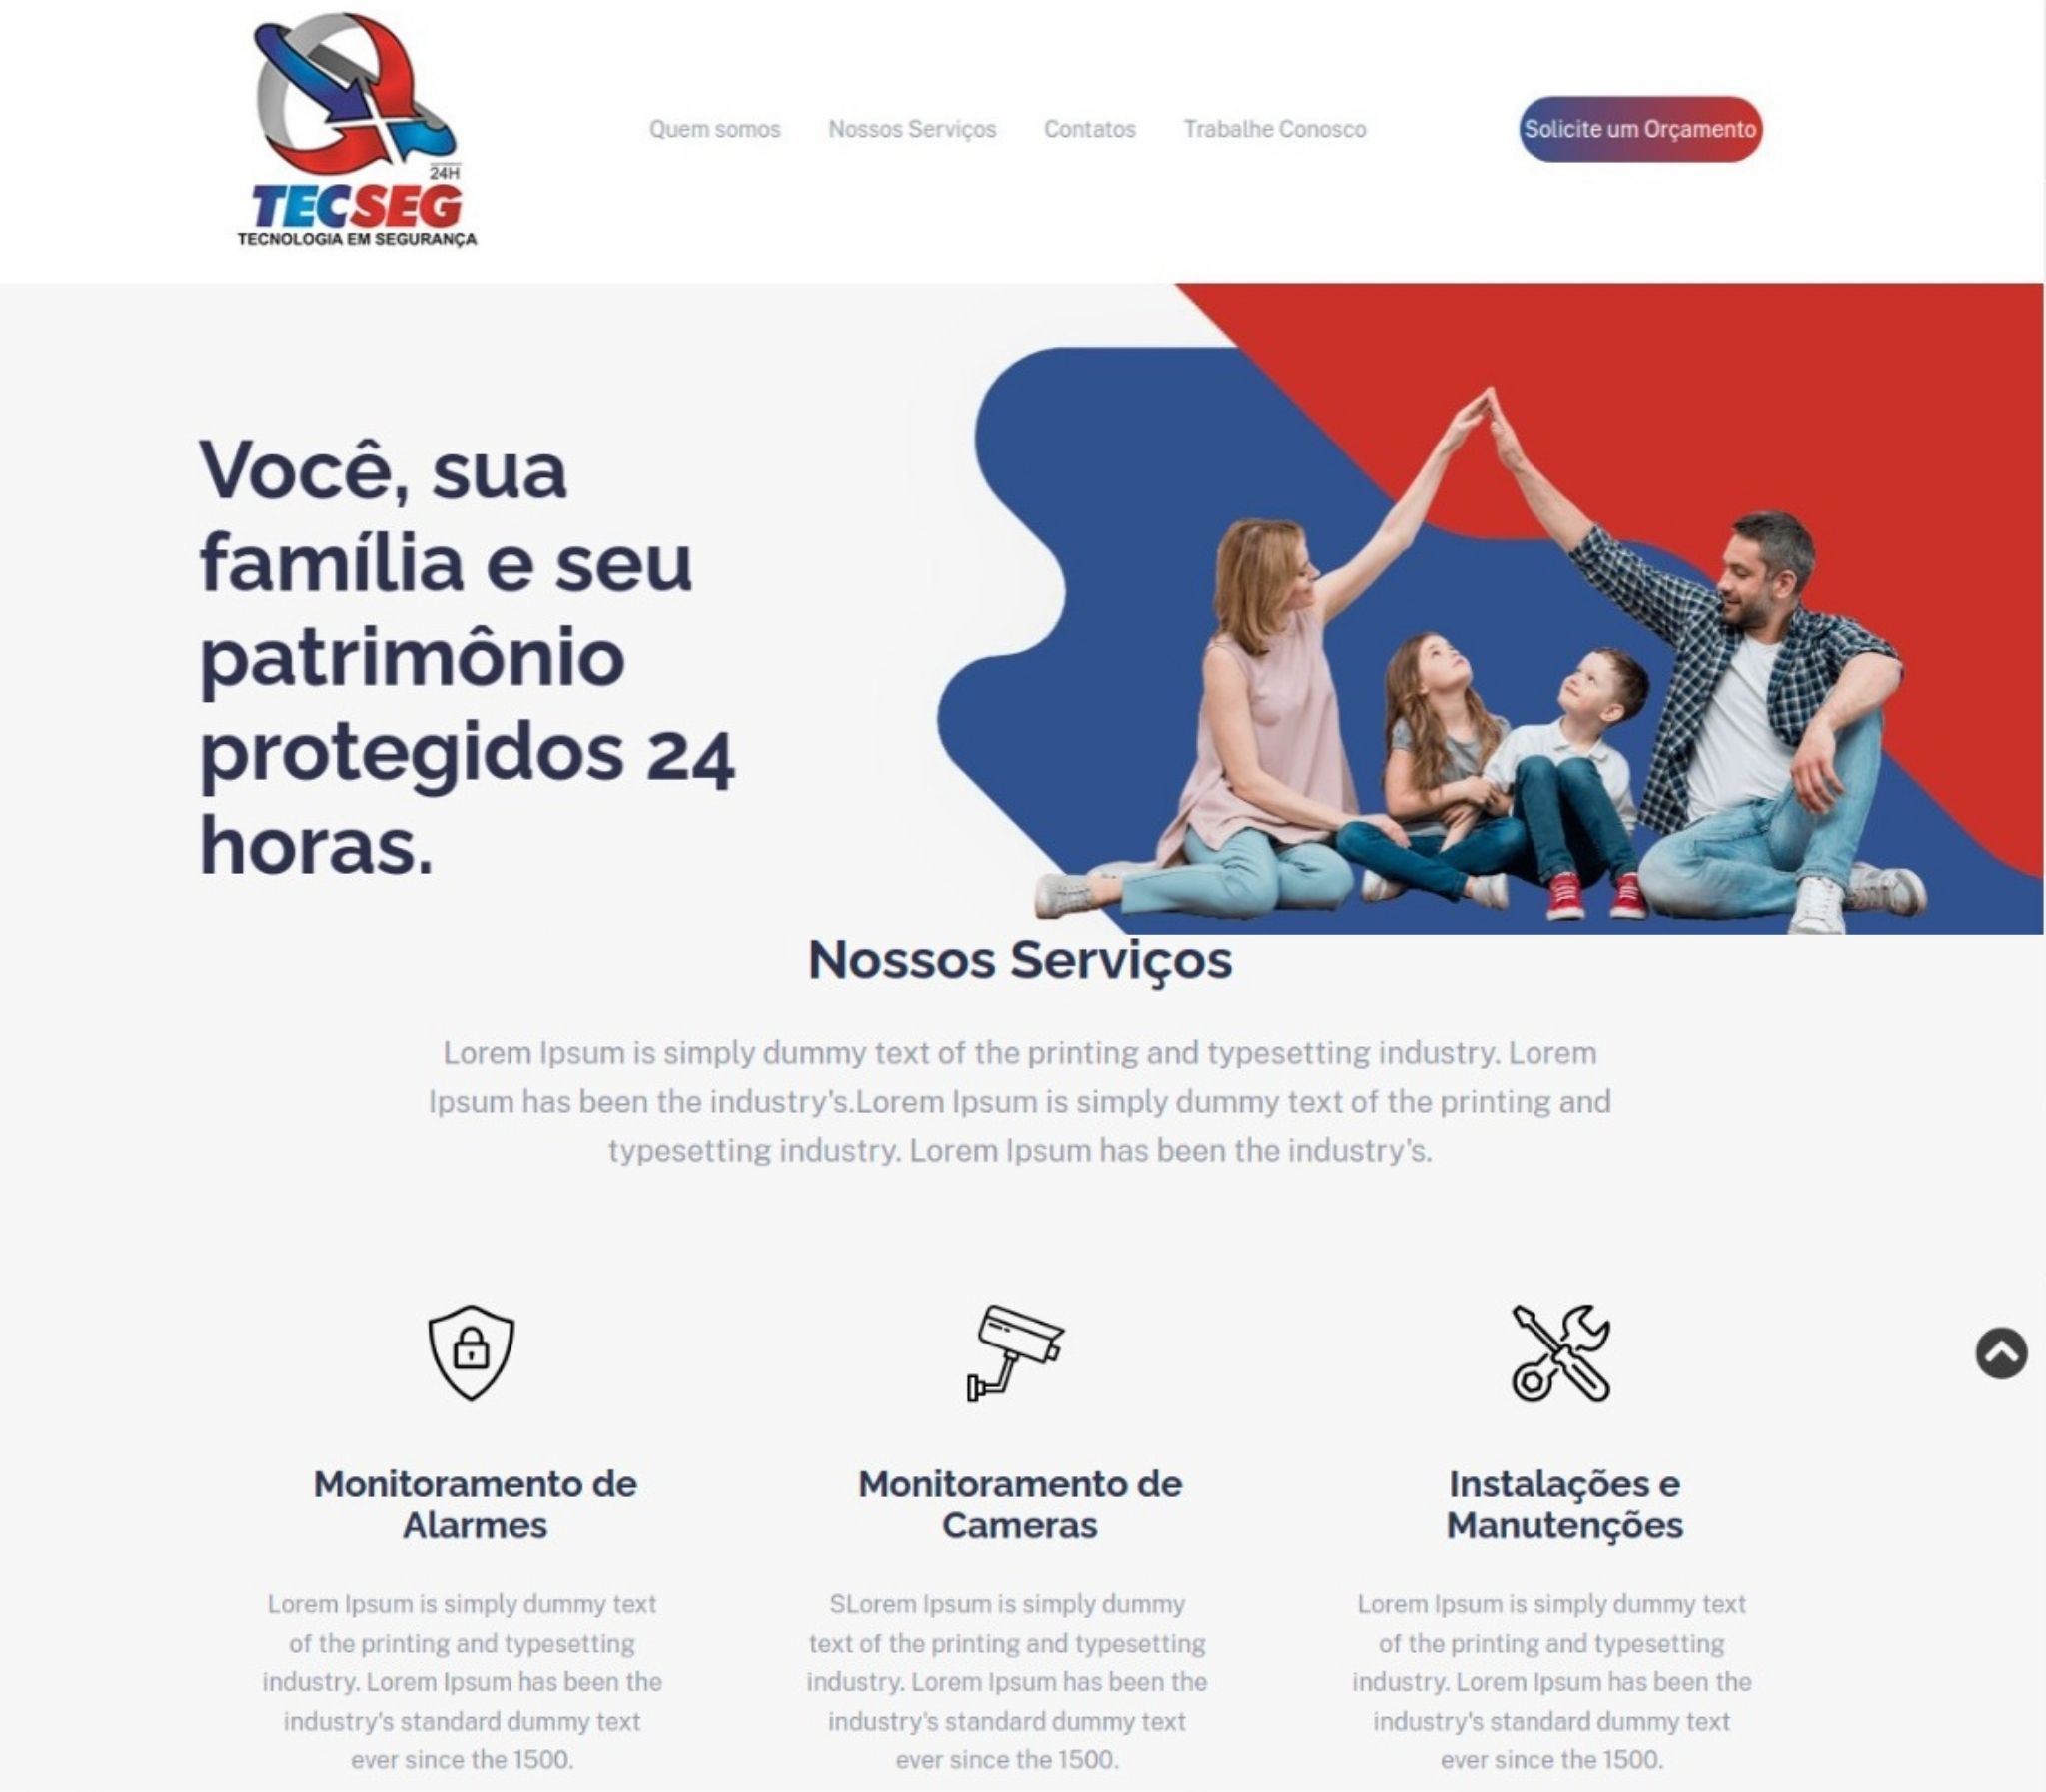 24H
TECSEG
TECNOLOGIA EM SEGURANÇA
Quem somos
Nossos Serviços
Contatos
Trabalhe Conosco
Solicite um Orçamento
Você, sua
família e seu
patrimônio
protegidos 24
horas.
Nossos Serviços
Lorem Ipsum is simply dummy text of the printing and typesetting industry. Lorem
Ipsum has been the industry's.Lorem Ipsum is simply dummy text of the printing and
typesetting industry. Lorem Ipsum has been the industry's.
Monitoramento de
Alarmes
Lorem Ipsum is simply dummy text
of the printing and typesetting
industry. Lorem Ipsum has been the
industry's standard dummy text
ever since the 1500.
Monitoramento de
Cameras
SLorem Ipsum is simply dummy
text of the printing and typesetting
industry. Lorem Ipsum has been the
industry's standard dummy text
ever since the 1500.
Instalações e
Manutenções
Lorem Ipsum is simply dummy text
of the printing and typesetting
industry. Lorem Ipsum has been the
industry's standard dummy text
ever since the 1500.